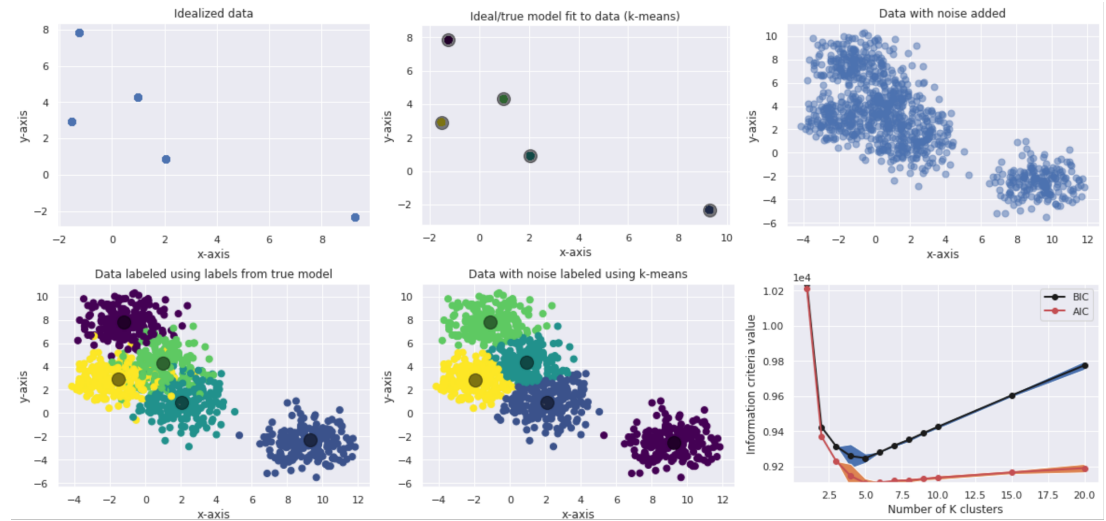 Idealized data
8
6
4
2
0
−2
y-axis
−2 0 2 4 6 8
x-axis
Ideal/true model fit to data (k-means)
8
6
4
2
0
−2
y-axis
−2 0 2 4 6 8 10
x-axis
Data with noise added
10
8
6
4
2
0
−2
−4
−6
y-axis
−4 −2 0 2 4 6 8 10 12
x-axis
Data labeled using labels from true model
10
8
6
4
2
0
−2
−4
−6
y-axis
−4 −2 0 2 4 6 8 10 12
x-axis
Data with noise labeled using k-means
10
8
6
4
2
0
−2
−4
−6
y-axis
−4 −2 0 2 4 6 8 10 12
x-axis
1e4
1.02
1.00
0.98
0.96
0.94
0.92
Information criteria value
BIC
AIC
2.5 5.0 7.5 10.0 12.5 15.0 17.5 20.0
Number of K clusters